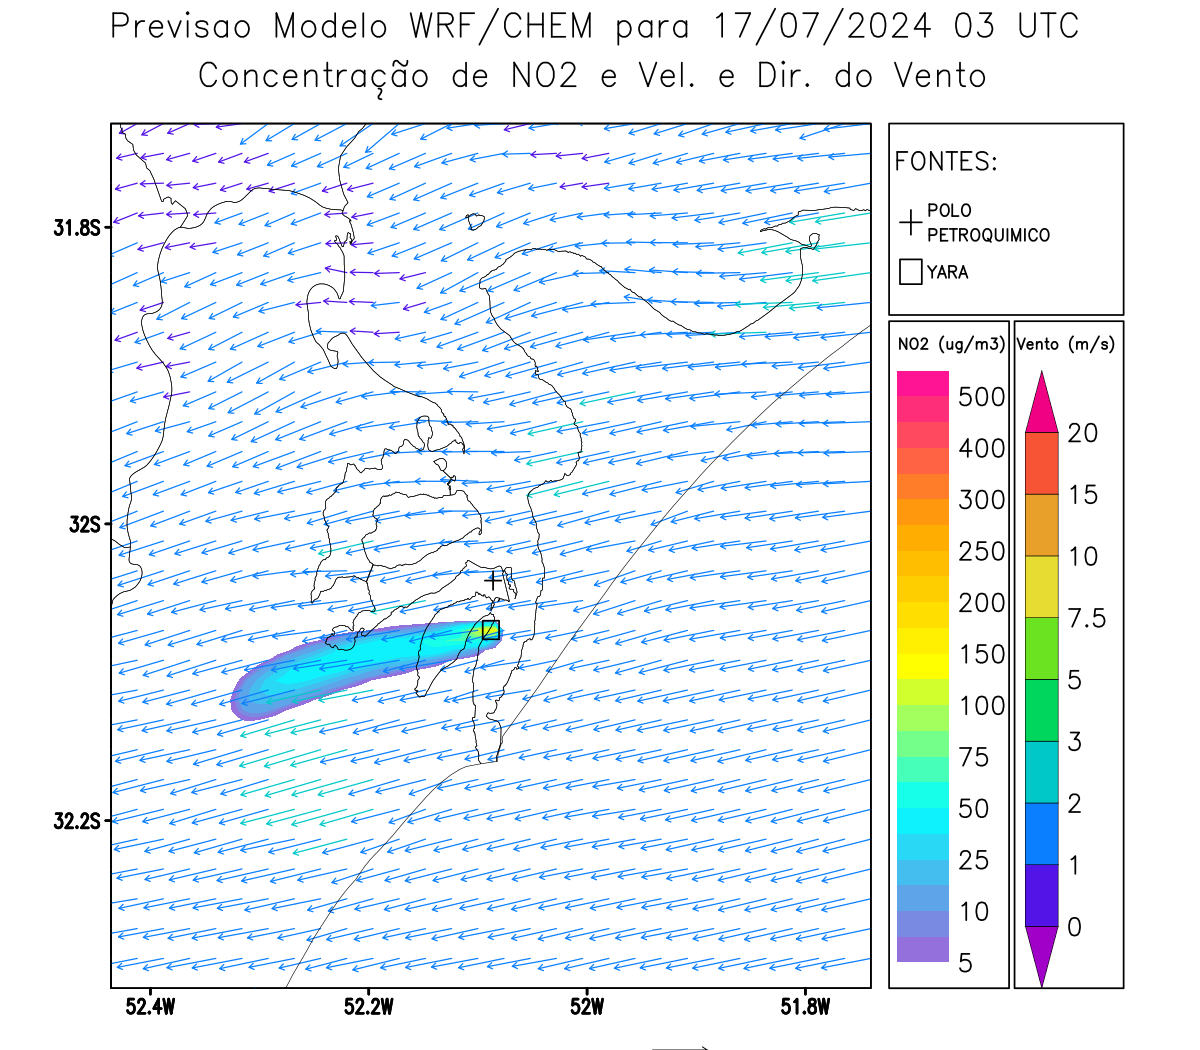 Previsao Modelo WRF/CHEM para 17/07/2024 03 UTC
Concentração de NO2 e Vel. e Dir. do Vento
FONTES:
POLO
PETROQUIMICO
YARA
31.8S
32S
32.2S
52.4W
52.2W
52W
51.8W
NO2 (ug/m3)
500
400
300
250
200
150
100
75
50
25
10
5
Vento (m/s)
20
15
10
7.5
5
3
2
1
0